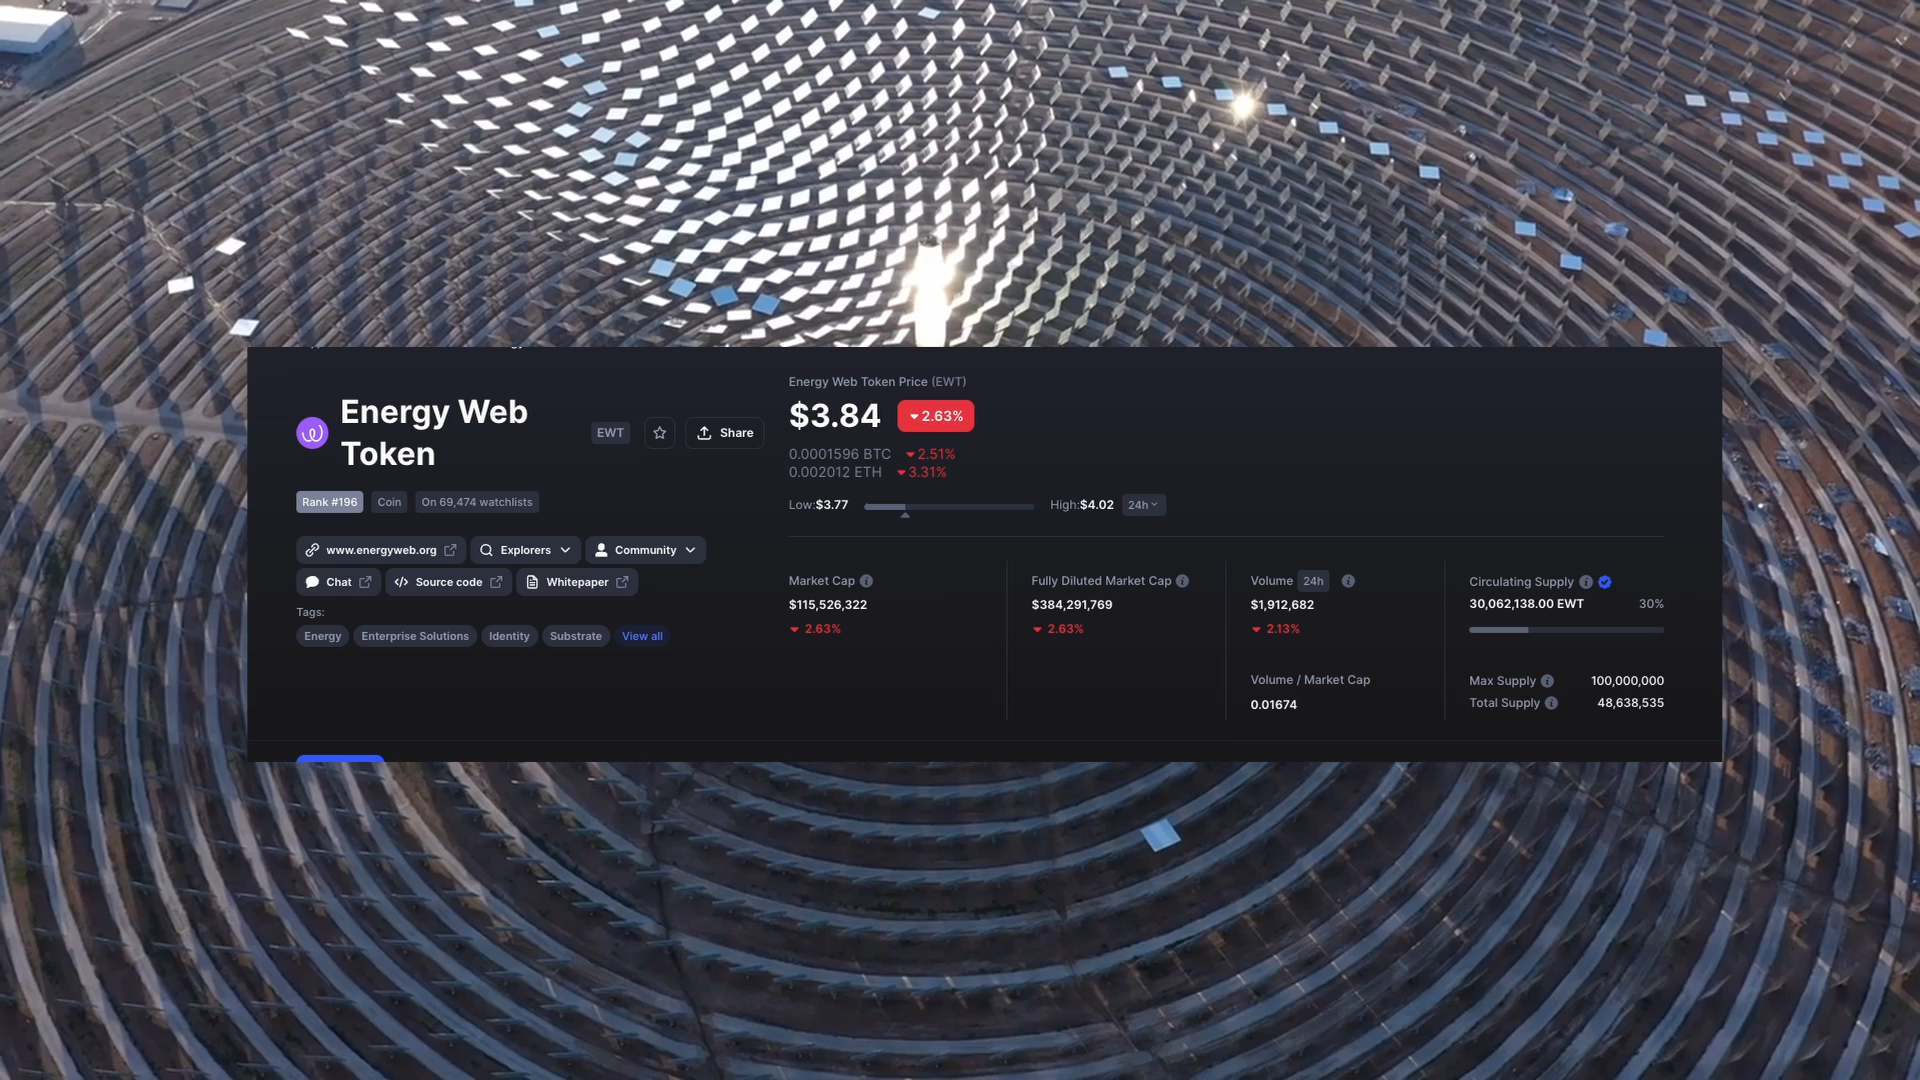 Energy Web
Token
EWT
Share
Rank #196
Coin
On 69,474 watchlists
www.energyweb.org
Explorers
Community
Chat
Source code
Whitepaper
Tags:
Energy
Enterprise Solutions
Identity
Substrate
View all
Energy Web Token Price (EWT)
$3.84
2.63%
0.0001596 BTC 2.51%
0.002012 ETH 3.31%
Low:$3.77
High:$4.02
24h
Market Cap
$115,526,322
2.63%
Fully Diluted Market Cap
$384,291,769
2.63%
Volume 24h
$1,912,682
2.13%
Volume / Market Cap
0.01674
Circulating Supply
30,062,138.00 EWT 30%
Max Supply 100,000,000
Total Supply 48,638,535